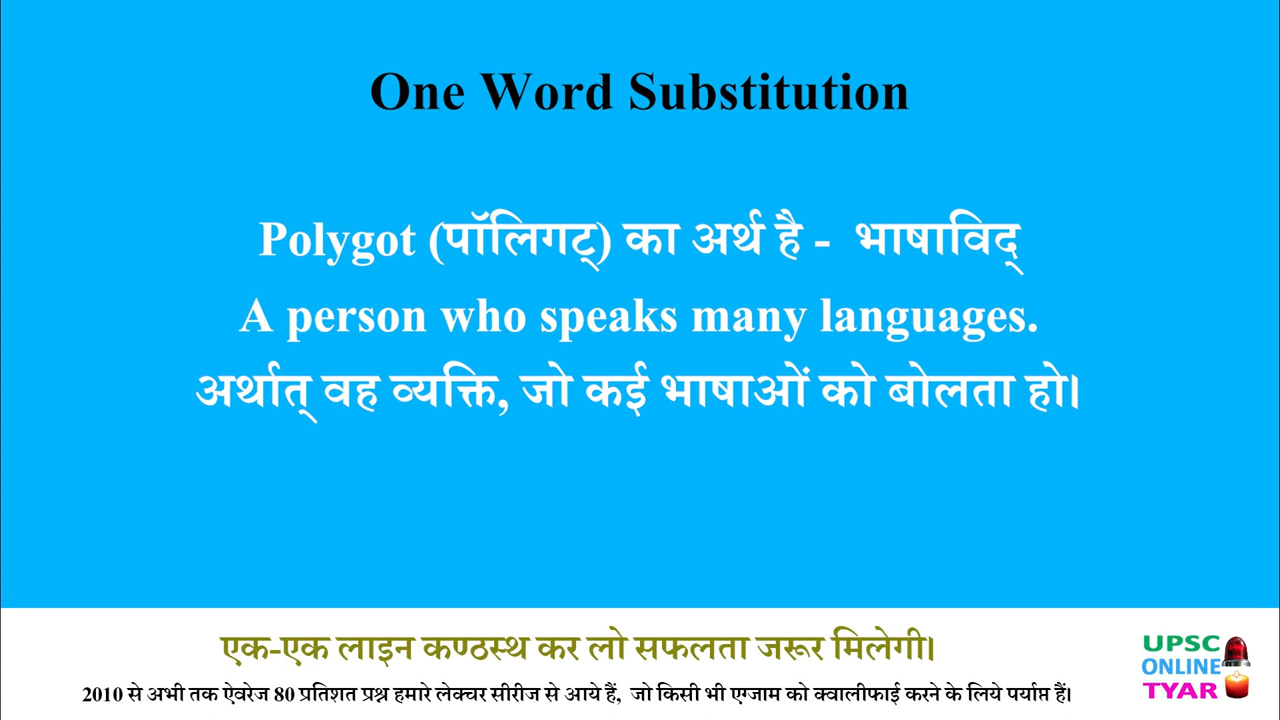 One Word Substitution
Polygot (पॉलिगट्) का अर्थ है - भाषाविद्
A person who speaks many languages.
अर्थात् वह व्यक्ति, जो कई भाषाओं को बोलता हो।
एक-एक लाइन कण्ठस्थ कर लो सफलता जरूर मिलेगी।
2010 से अभी तक ऐवरेज 80 प्रतिशत प्रश्न हमारे लेक्चर सीरीज से आये हैं, जो किसी भी एग्जाम को क्वालीफाई करने के लिये पर्याप्त हैं।
UPSC
ONLINE
TYAR